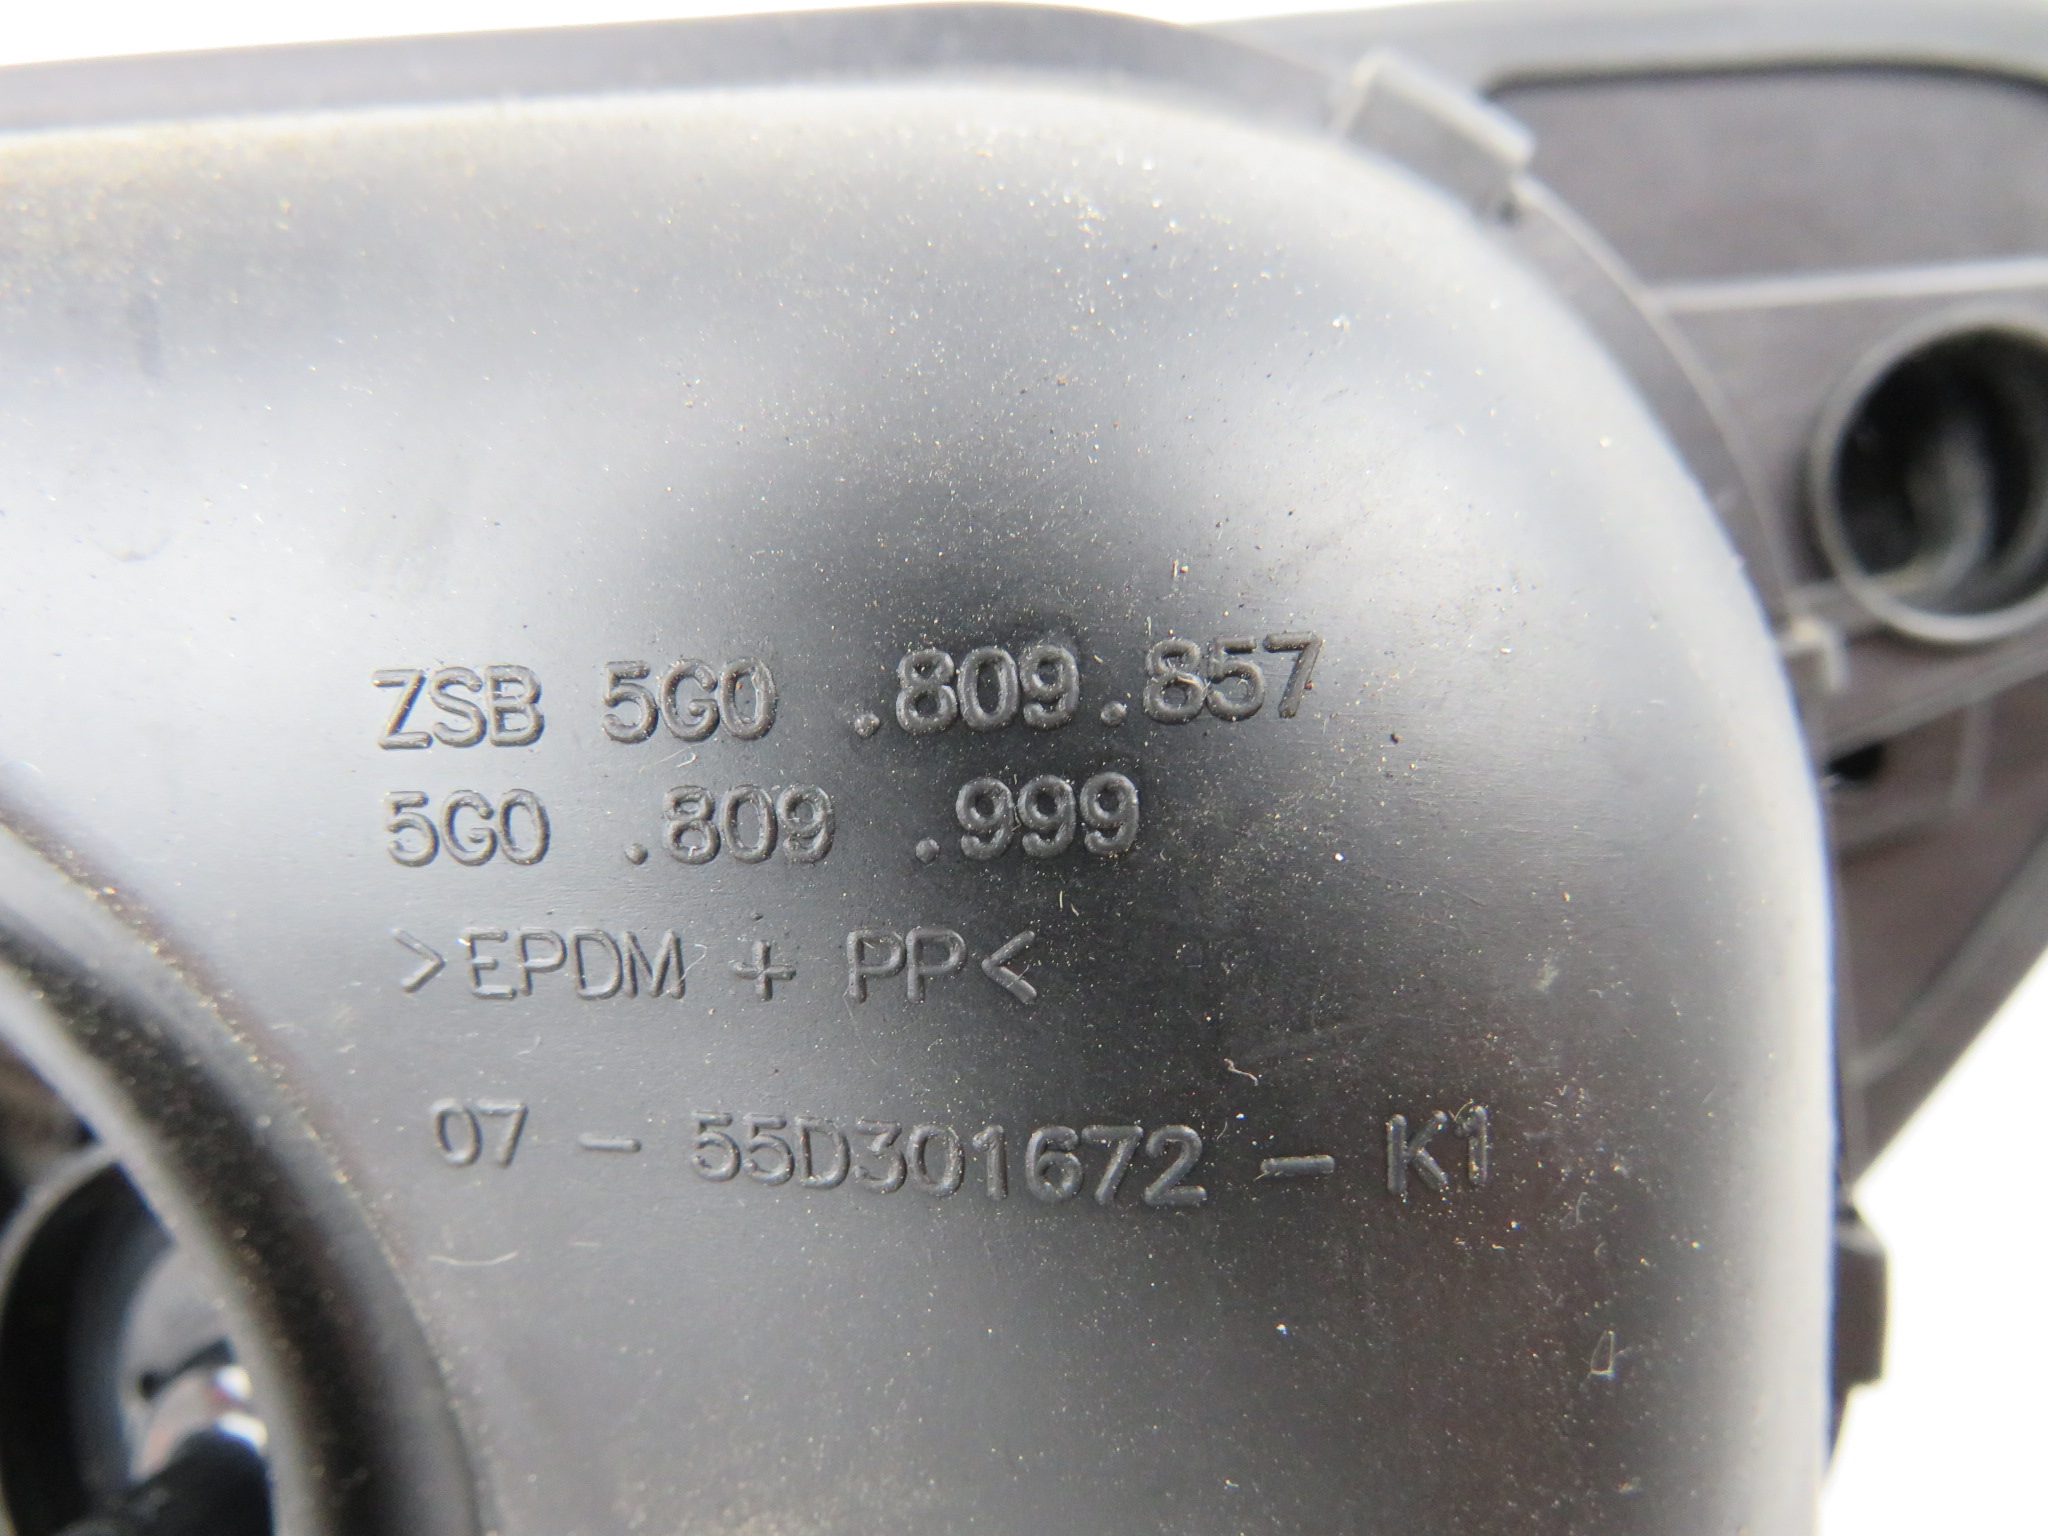 ZSB 5G0 .809.857
5G0 .809 .999
>EPDM + PP<
07 - 55D301672 - K1